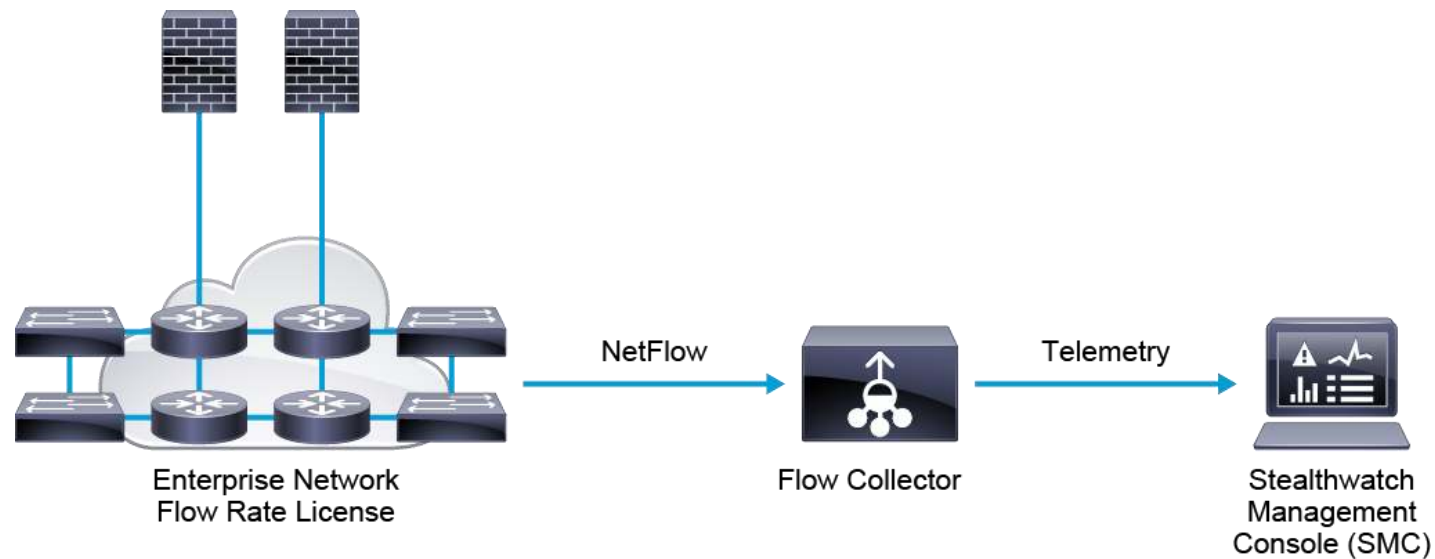 NetFlow
Telemetry
Enterprise Network
Flow Rate License
Flow Collector
Stealthwatch
Management
Console (SMC)